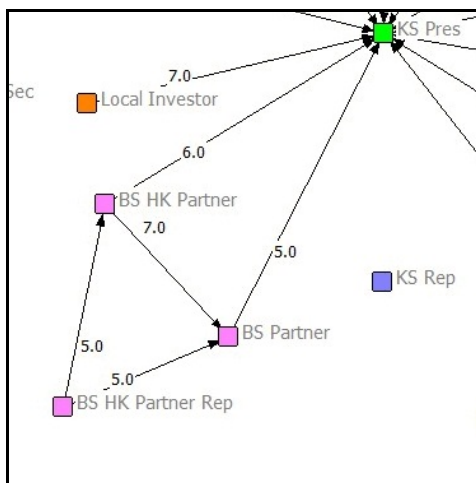 KS Pres
7.0
Sec
Local Investor
6.0
BS HK Partner
7.0
5.0
KS Rep
BS Partner
5.0
5.0
BS HK Partner Rep